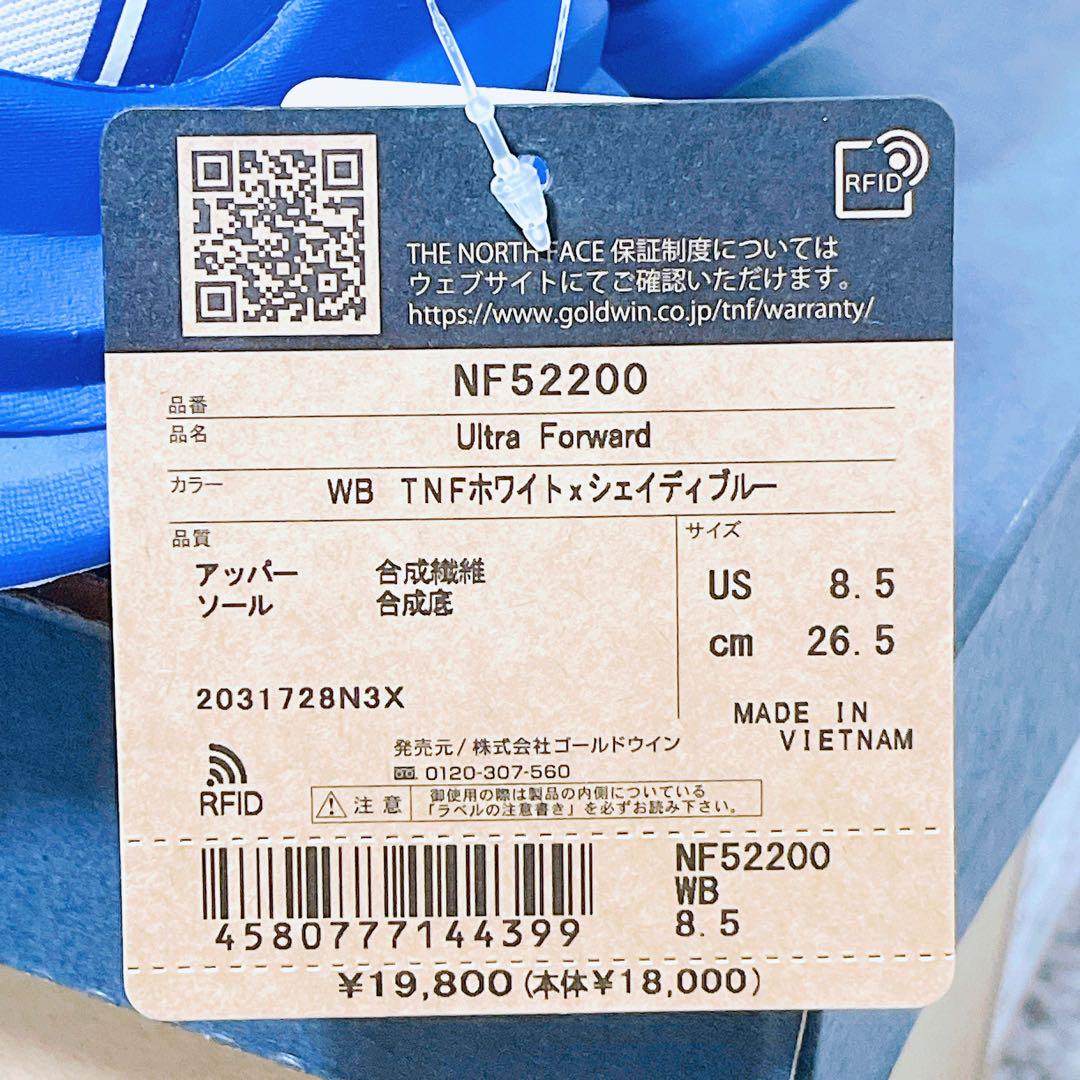 RFID
THE NORTH FACE 保証制度については
ウェブサイトにてご確認いただけます。
https://www.goldwin.co.jp/tnf/warranty/
品番 NF52200
品名 Ultra Forward
カラー WB TNFホワイトxシェイディブルー
品質
アッパー 合成繊維
ソール 合成底
サイズ
US 8.5
cm 26.5
2031728N3X
MADE IN
VIETNAM
RFID
発売元/株式会社ゴールドウイン
0120-307-560
注意
御使用の際は製品の内側についている
「ラベルの注意書き」を必ずお読み下さい。
4580777144399
NF52200
WB
8.5
¥19,800(本体¥18,000)